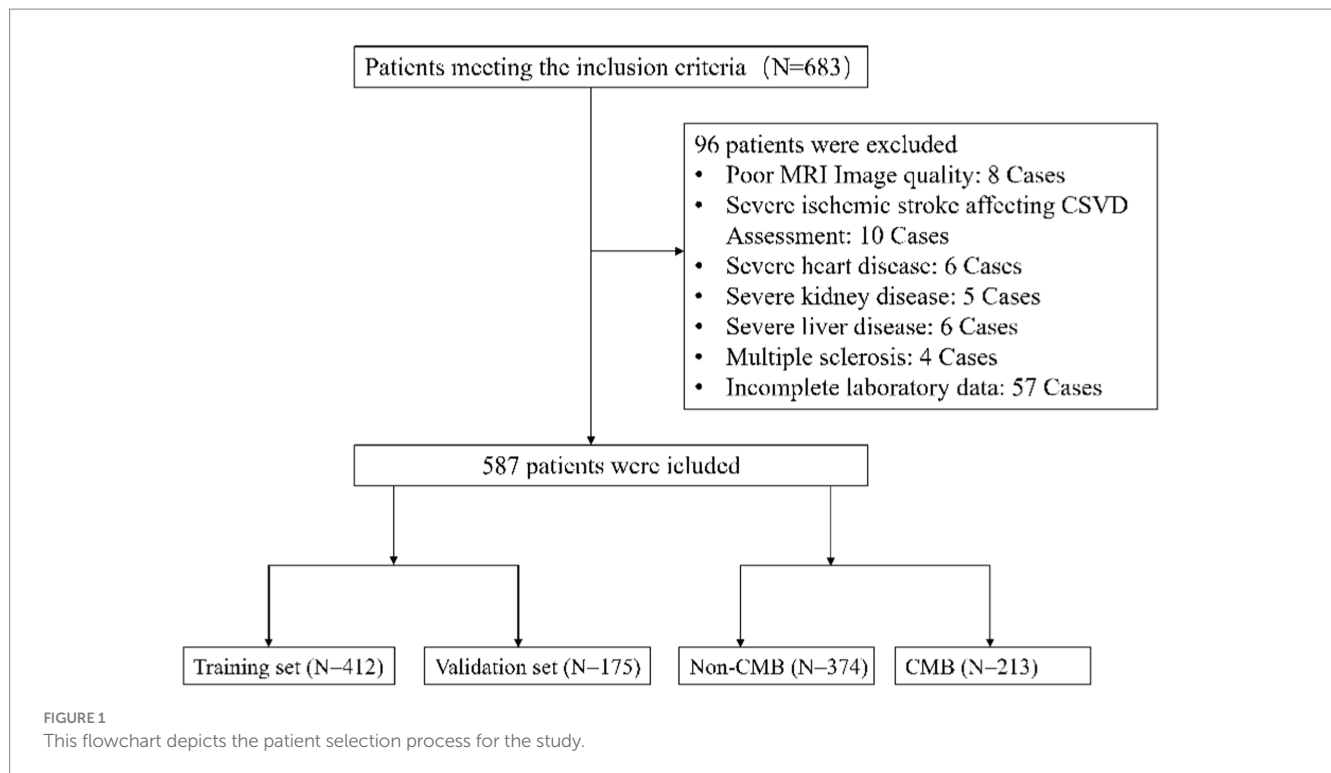 Patients meeting the inclusion criteria (N=683)
96 patients were excluded
• Poor MRI Image quality: 8 Cases
• Severe ischemic stroke affecting CSVD
Assessment: 10 Cases
• Severe heart disease: 6 Cases
• Severe kidney disease: 5 Cases
• Severe liver disease: 6 Cases
• Multiple sclerosis: 4 Cases
• Incomplete laboratory data: 57 Cases
587 patients were icluded
Training set (N=412)
Validation set (N=175)
Non-CMB (N=374)
CMB (N=213)
FIGURE 1
This flowchart depicts the patient selection process for the study.